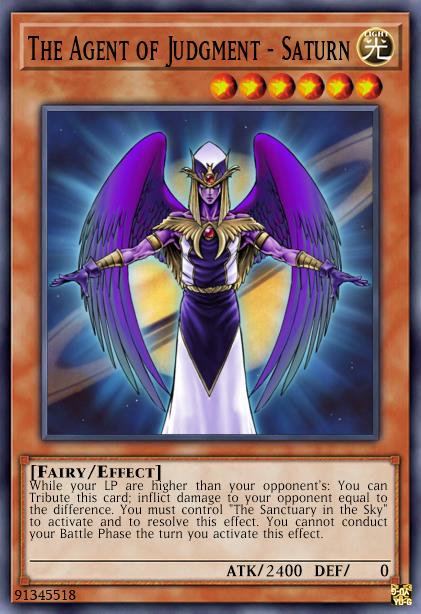 The Agent of Judgment - Saturn
LIGHT
光
[Fairy/Effect]
While your LP are higher than your opponent's: You can
Tribute this card; inflict damage to your opponent equal to
the difference. You must control "The Sanctuary in the Sky"
to activate and to resolve this effect. You cannot conduct
your Battle Phase the turn you activate this effect.
ATK/2400 DEF/ 0
91345518